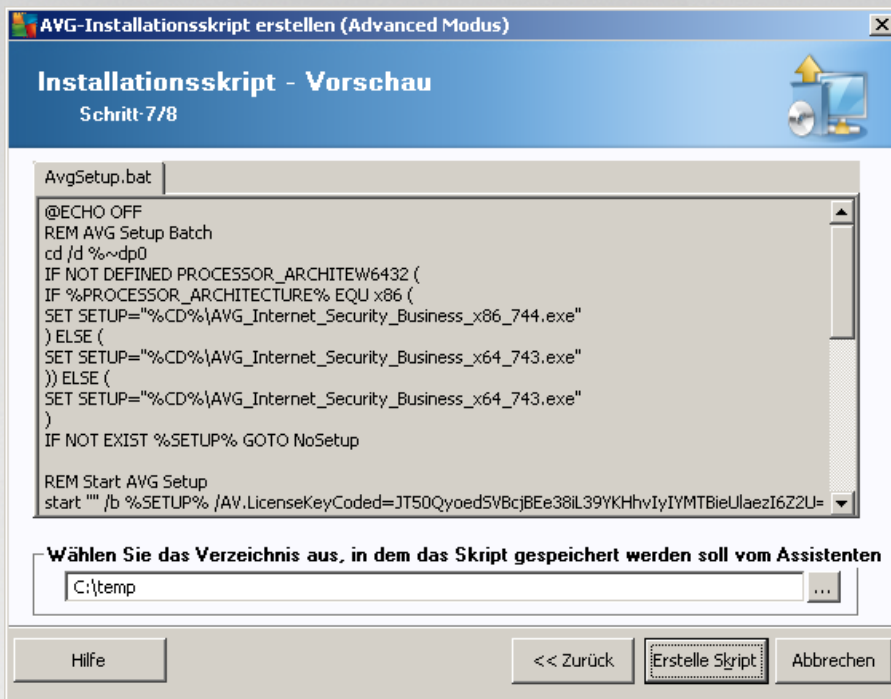 AVG-Installationsskript erstellen (Advanced Modus)
Installationsskript - Vorschau
Schritt-7/8
AvgSetup.bat
@ECHO OFF
REM AVG Setup Batch
cd /d %~dp0
IF NOT DEFINED PROCESSOR_ARCHITEW6432 (
IF %PROCESSOR_ARCHITECTURE% EQU x86 (
SET SETUP="%CD%\AVG_Internet_Security_Business_x86_744.exe"
) ELSE (
SET SETUP="%CD%\AVG_Internet_Security_Business_x64_743.exe"
)) ELSE (
SET SETUP="%CD%\AVG_Internet_Security_Business_x64_743.exe"
)
IF NOT EXIST %SETUP% GOTO NoSetup
REM Start AVG Setup
start "" /b %SETUP% /AV.LicenseKeyCoded=JT50QyoedSVBcjBEe38iL39YKHhvIyIYMTBieUlaezI6Z2U=
Wählen Sie das Verzeichnis aus, in dem das Skript gespeichert werden soll vom Assistenten
C:\temp
...
Hilfe
<< Zurück
Erstelle Skript
Abbrechen